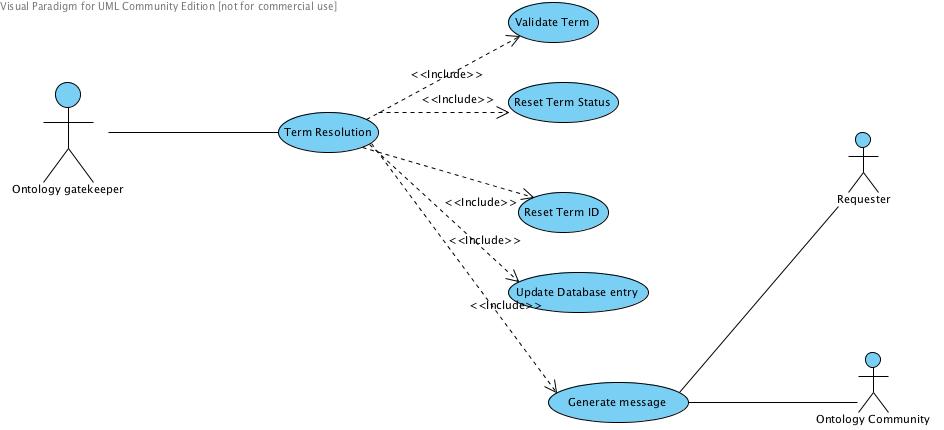 Visual Paradigm for UML Community Edition [not for commercial use]
Validate Term
<<Include>>
<<Include>>
Reset Term Status
Term Resolution
Ontology gatekeeper
Requester
<<Include>>
Reset Term ID
<<Include>>
Update Database entry
<<Include>>
Generate message
Ontology Community